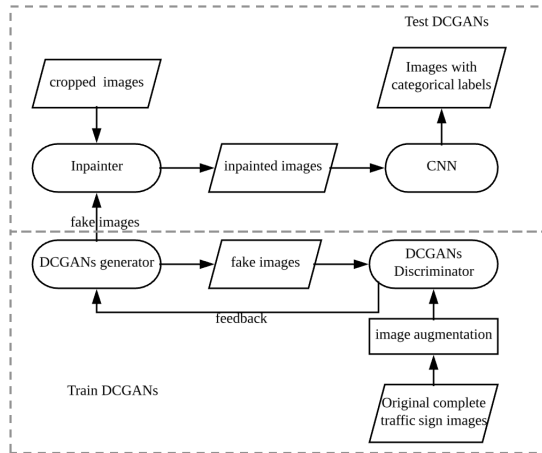 Test DCGANs
cropped images
Images with
categorical labels
Inpainter
inpainted images
CNN
fake images
DCGANs generator
fake images
DCGANs
Discriminator
feedback
image augmentation
Train DCGANs
Original complete
traffic sign images